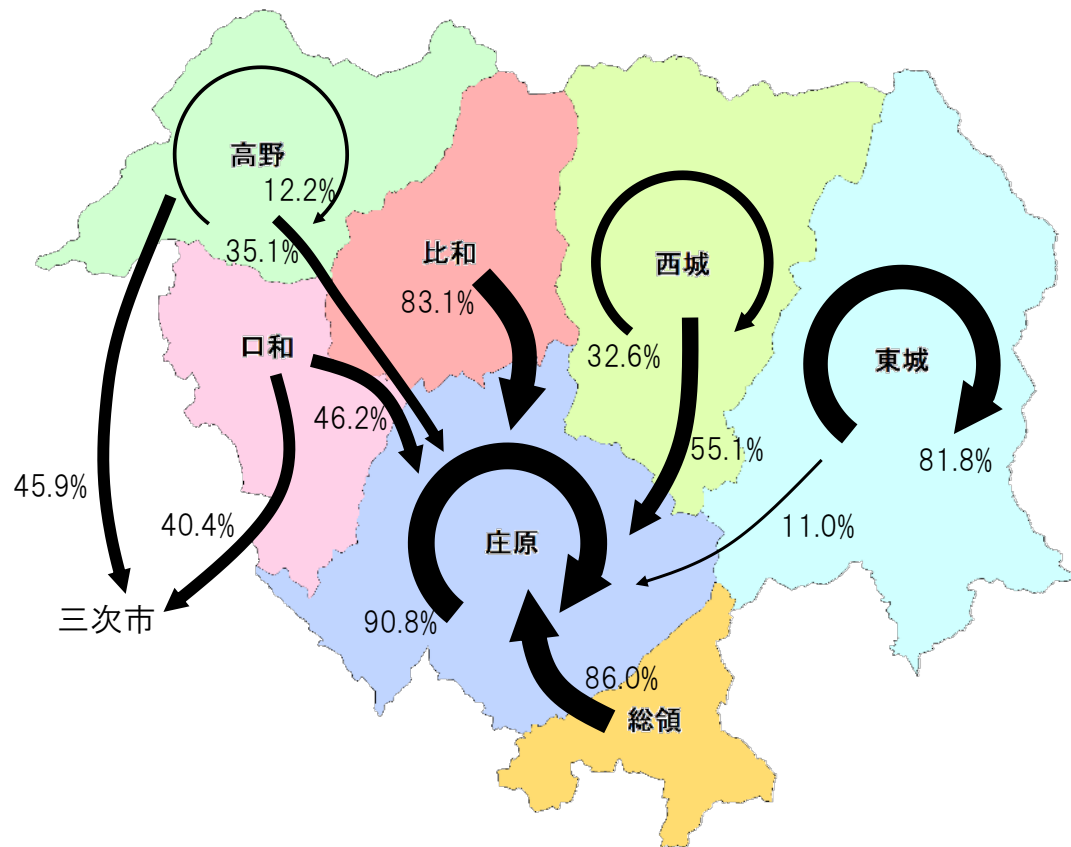 高野
12.2%
35.1%
比和
83.1%
西城
32.6%
口和
46.2%
東城
81.8%
55.1%
45.9%
40.4%
11.0%
庄原
90.8%
三次市
86.0%
総領